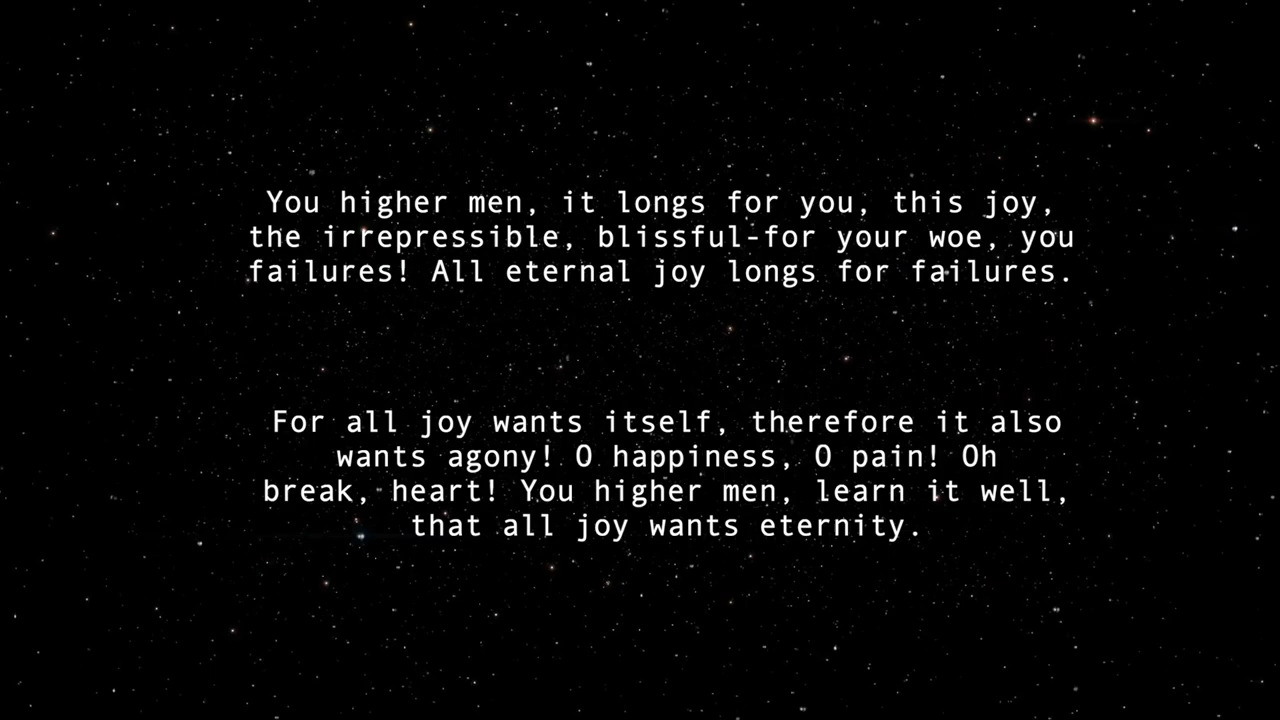 You higher men, it longs for you, this joy,
the irrepressible, blissful-for your woe, you
failures! All eternal joy longs for failures.
For all joy wants itself, therefore it also
wants agony! O happiness, O pain! Oh
break, heart! You higher men, learn it well,
that all joy wants eternity.